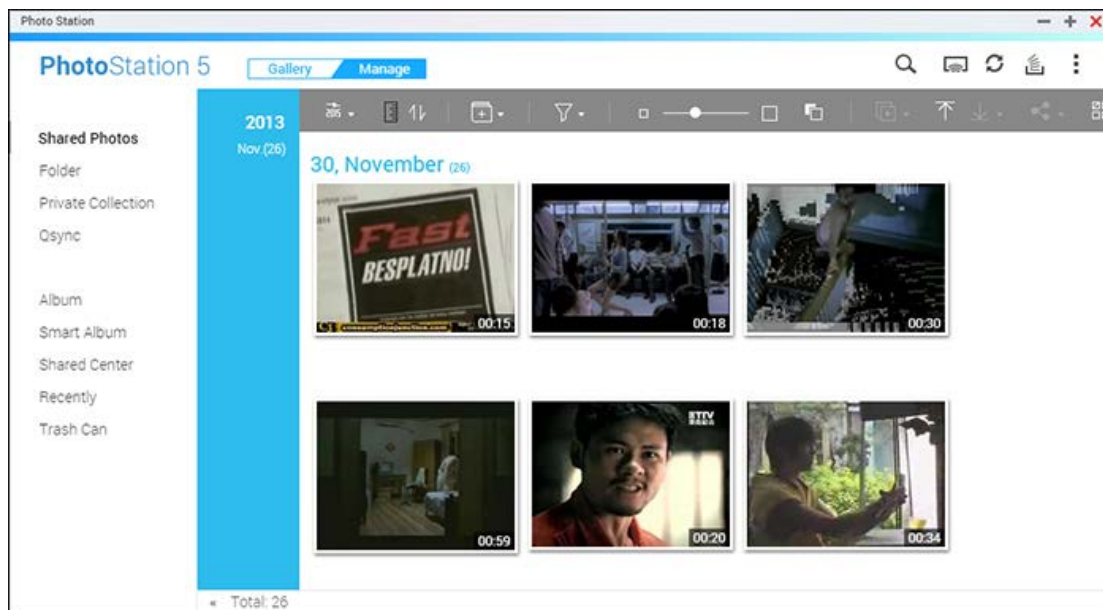 Photo Station
PhotoStation 5
Gallery
Manage
Shared Photos
Folder
Private Collection
Qsync
Album
Smart Album
Shared Center
Recently
Trash Can
2013
Nov.(26)
30, November (26)
Fast
BESPLATNO!
00:15
00:18
00:30
00:59
ETTV
00:20
00:34
« Total: 26